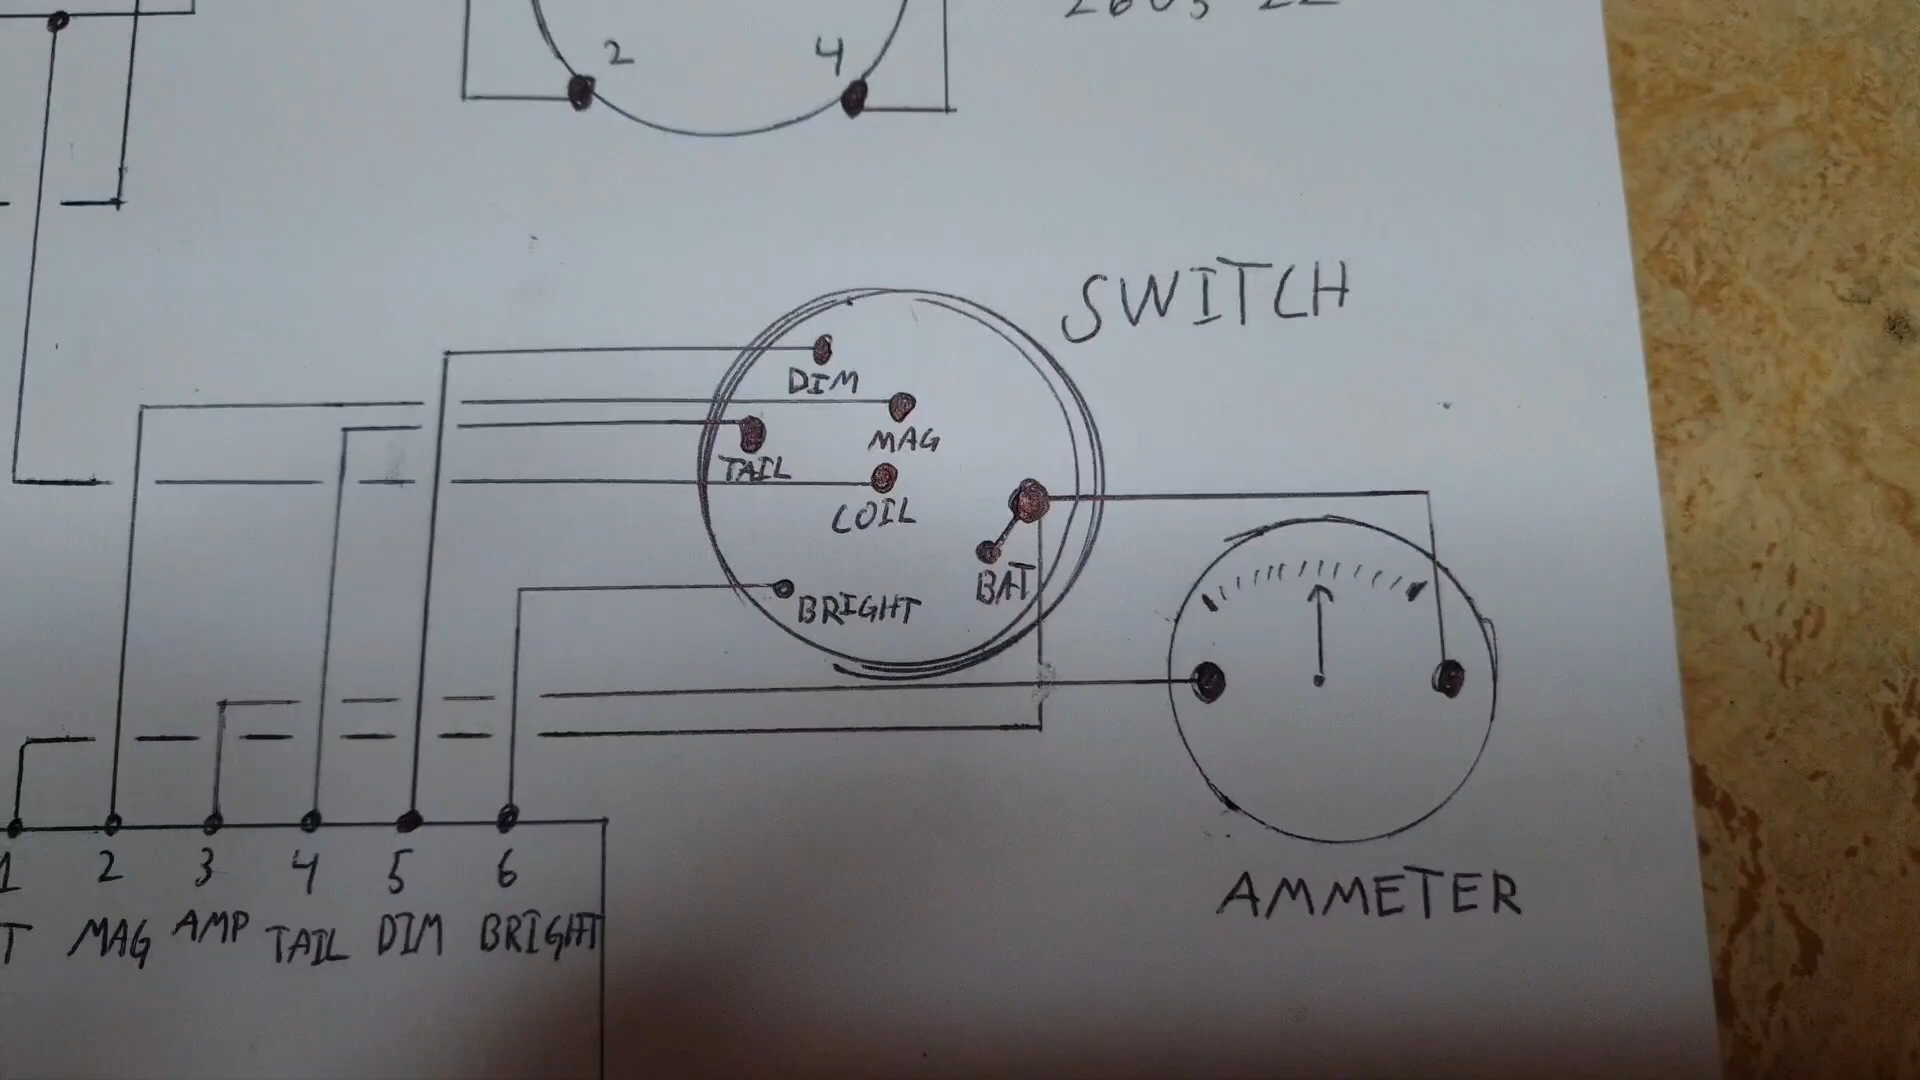 2 4
SWITCH
DIM
MAG
TAIL
COIL
BAT
BRIGHT
1 2 3 4 5 6
T MAG AMP TAIL DIM BRIGHT
AMMETER